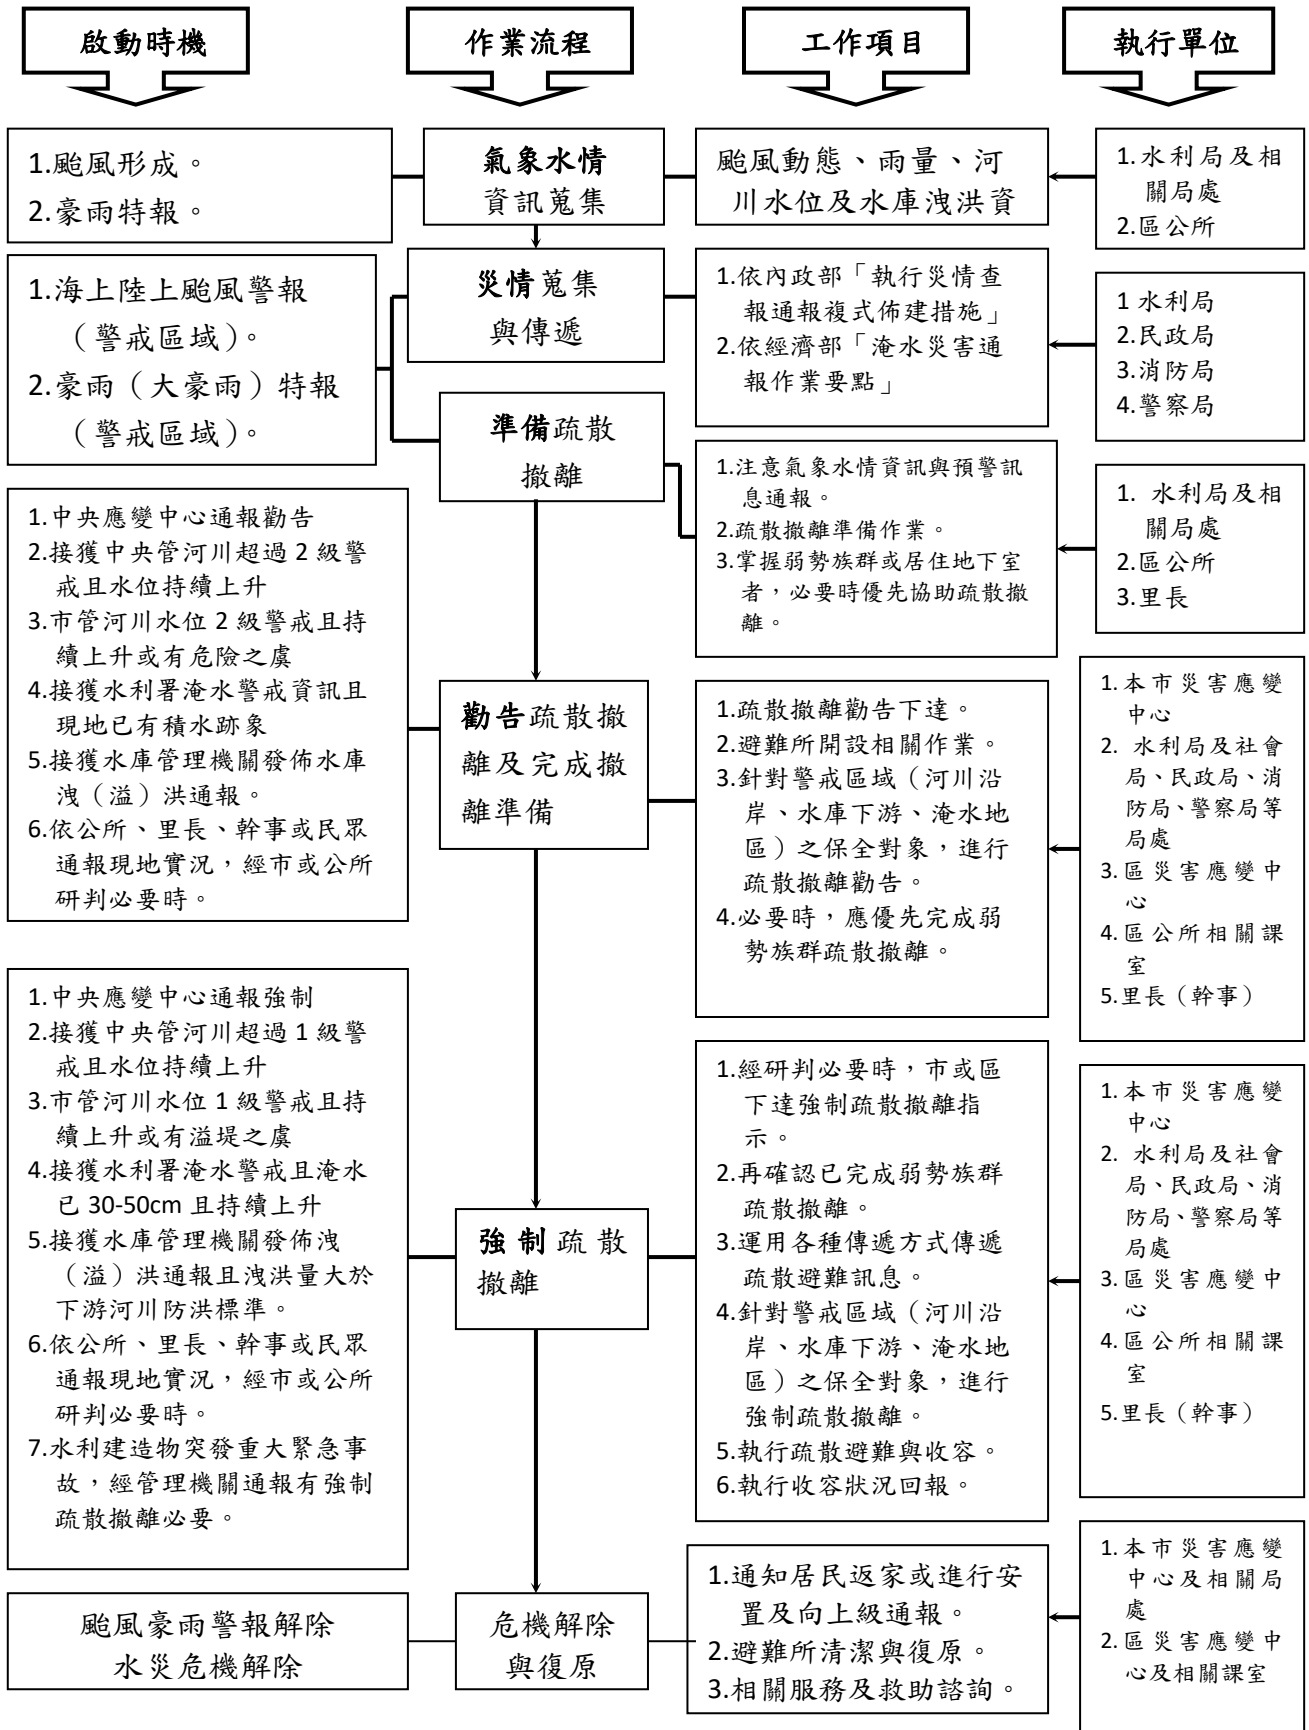 啟動時機
作業流程
工作項目
執行單位
1.颱風形成。
2.豪雨特報。
氣象水情
資訊蒐集
颱風動態、雨量、河
川水位及水庫洩洪資
1.水利局及相
關局處
2.區公所
1.海上陸上颱風警報
（警戒區域）。
2.豪雨（大豪雨）特報
（警戒區域）。
災情蒐集
與傳遞
1.依內政部「執行災情查
報通報複式佈建措施」
2.依經濟部「淹水災害通
報作業要點」
1 水利局
2.民政局
3.消防局
4.警察局
準備疏散
撤離
1.注意氣象水情資訊與預警訊
息通報。
2.疏散撤離準備作業。
3.掌握弱勢族群或居住地下室
者，必要時優先協助疏散撤
離。
1. 水利局及相
關局處
2.區公所
3.里長
1.中央應變中心通報勸告
2.接獲中央管河川超過 2 級警
戒且水位持續上升
3.市管河川水位 2 級警戒且持
續上升或有危險之虞
4.接獲水利署淹水警戒資訊且
現地已有積水跡象
5.接獲水庫管理機關發佈水庫
洩（溢）洪通報。
6.依公所、里長、幹事或民眾
通報現地實況，經市或公所
研判必要時。
勸告疏散撤
離及完成撤
離準備
1.疏散撤離勸告下達。
2.避難所開設相關作業。
3.針對警戒區域（河川沿
岸、水庫下游、淹水地
區）之保全對象，進行
疏散撤離勸告。
4.必要時，應優先完成弱
勢族群疏散撤離。
1.本市災害應變
中心
2. 水利局及社會
局、民政局、消
防局、警察局等
局處
3.區災害應變中
心
4.區公所相關課
室
5.里長（幹事）
1.中央應變中心通報強制
2.接獲中央管河川超過 1 級警
戒且水位持續上升
3.市管河川水位 1 級警戒且持
續上升或有溢堤之虞
4.接獲水利署淹水警戒且淹水
已 30-50cm 且持續上升
5.接獲水庫管理機關發佈洩
（溢）洪通報且洩洪量大於
下游河川防洪標準。
6.依公所、里長、幹事或民眾
通報現地實況，經市或公所
研判必要時。
7.水利建造物突發重大緊急事
故，經管理機關通報有強制
疏散撤離必要。
強制疏散
撤離
1.經研判必要時，市或區
下達強制疏散撤離指
示。
2.再確認已完成弱勢族群
疏散撤離。
3.運用各種傳遞方式傳遞
疏散避難訊息。
4.針對警戒區域（河川沿
岸、水庫下游、淹水地
區）之保全對象，進行
強制疏散撤離。
5.執行疏散避難與收容。
6.執行收容狀況回報。
1.本市災害應變
中心
2. 水利局及社會
局、民政局、消
防局、警察局等
局處
3.區災害應變中
心
4.區公所相關課
室
5.里長（幹事）
颱風豪雨警報解除
水災危機解除
危機解除
與復原
1.通知居民返家或進行安
置及向上級通報。
2.避難所清潔與復原。
3.相關服務及救助諮詢。
1.本市災害應變
中心及相關局
處
2.區災害應變中
心及相關課室